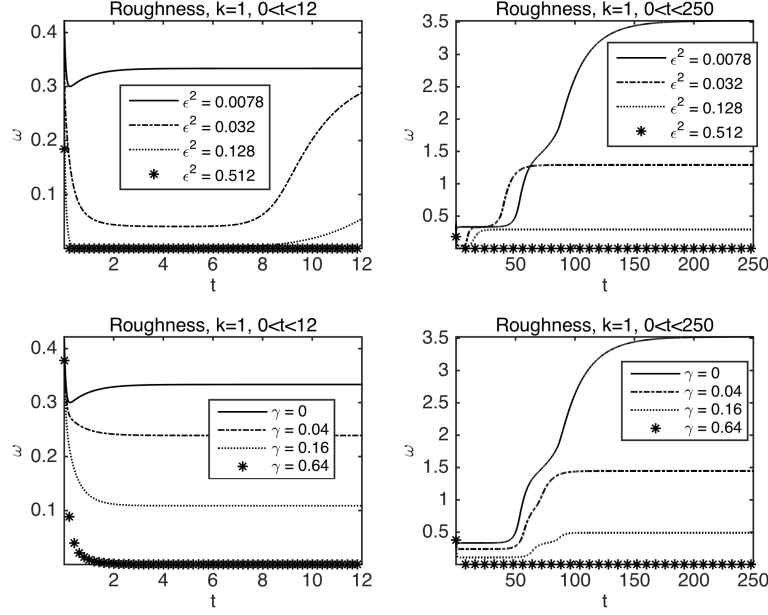 Roughness, k=1, 0<t<12
0.4
0.3
0.2
0.1
ω
ϵ² = 0.0078
ϵ² = 0.032
ϵ² = 0.128
ϵ² = 0.512
2 4 6 8 10 12
t
Roughness, k=1, 0<t<250
3.5
3
2.5
2
1.5
1
0.5
ω
ϵ² = 0.0078
ϵ² = 0.032
ϵ² = 0.128
ϵ² = 0.512
50 100 150 200 250
t
Roughness, k=1, 0<t<12
0.4
0.3
0.2
0.1
ω
γ = 0
γ = 0.04
γ = 0.16
γ = 0.64
2 4 6 8 10 12
t
Roughness, k=1, 0<t<250
3.5
3
2.5
2
1.5
1
0.5
ω
γ = 0
γ = 0.04
γ = 0.16
γ = 0.64
50 100 150 200 250
t